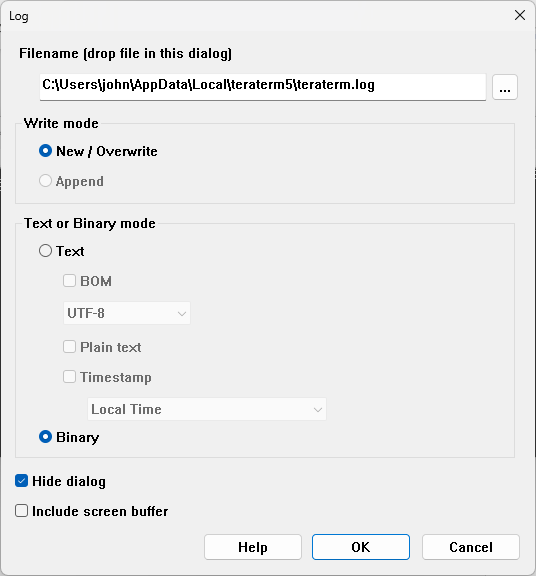 Log
Filename (drop file in this dialog)
C:\Users\john\AppData\Local\teraterm5\teraterm.log
...
Write mode
New / Overwrite
Append
Text or Binary mode
Text
BOM
UTF-8
Plain text
Timestamp
Local Time
Binary
Hide dialog
Include screen buffer
Help OK Cancel